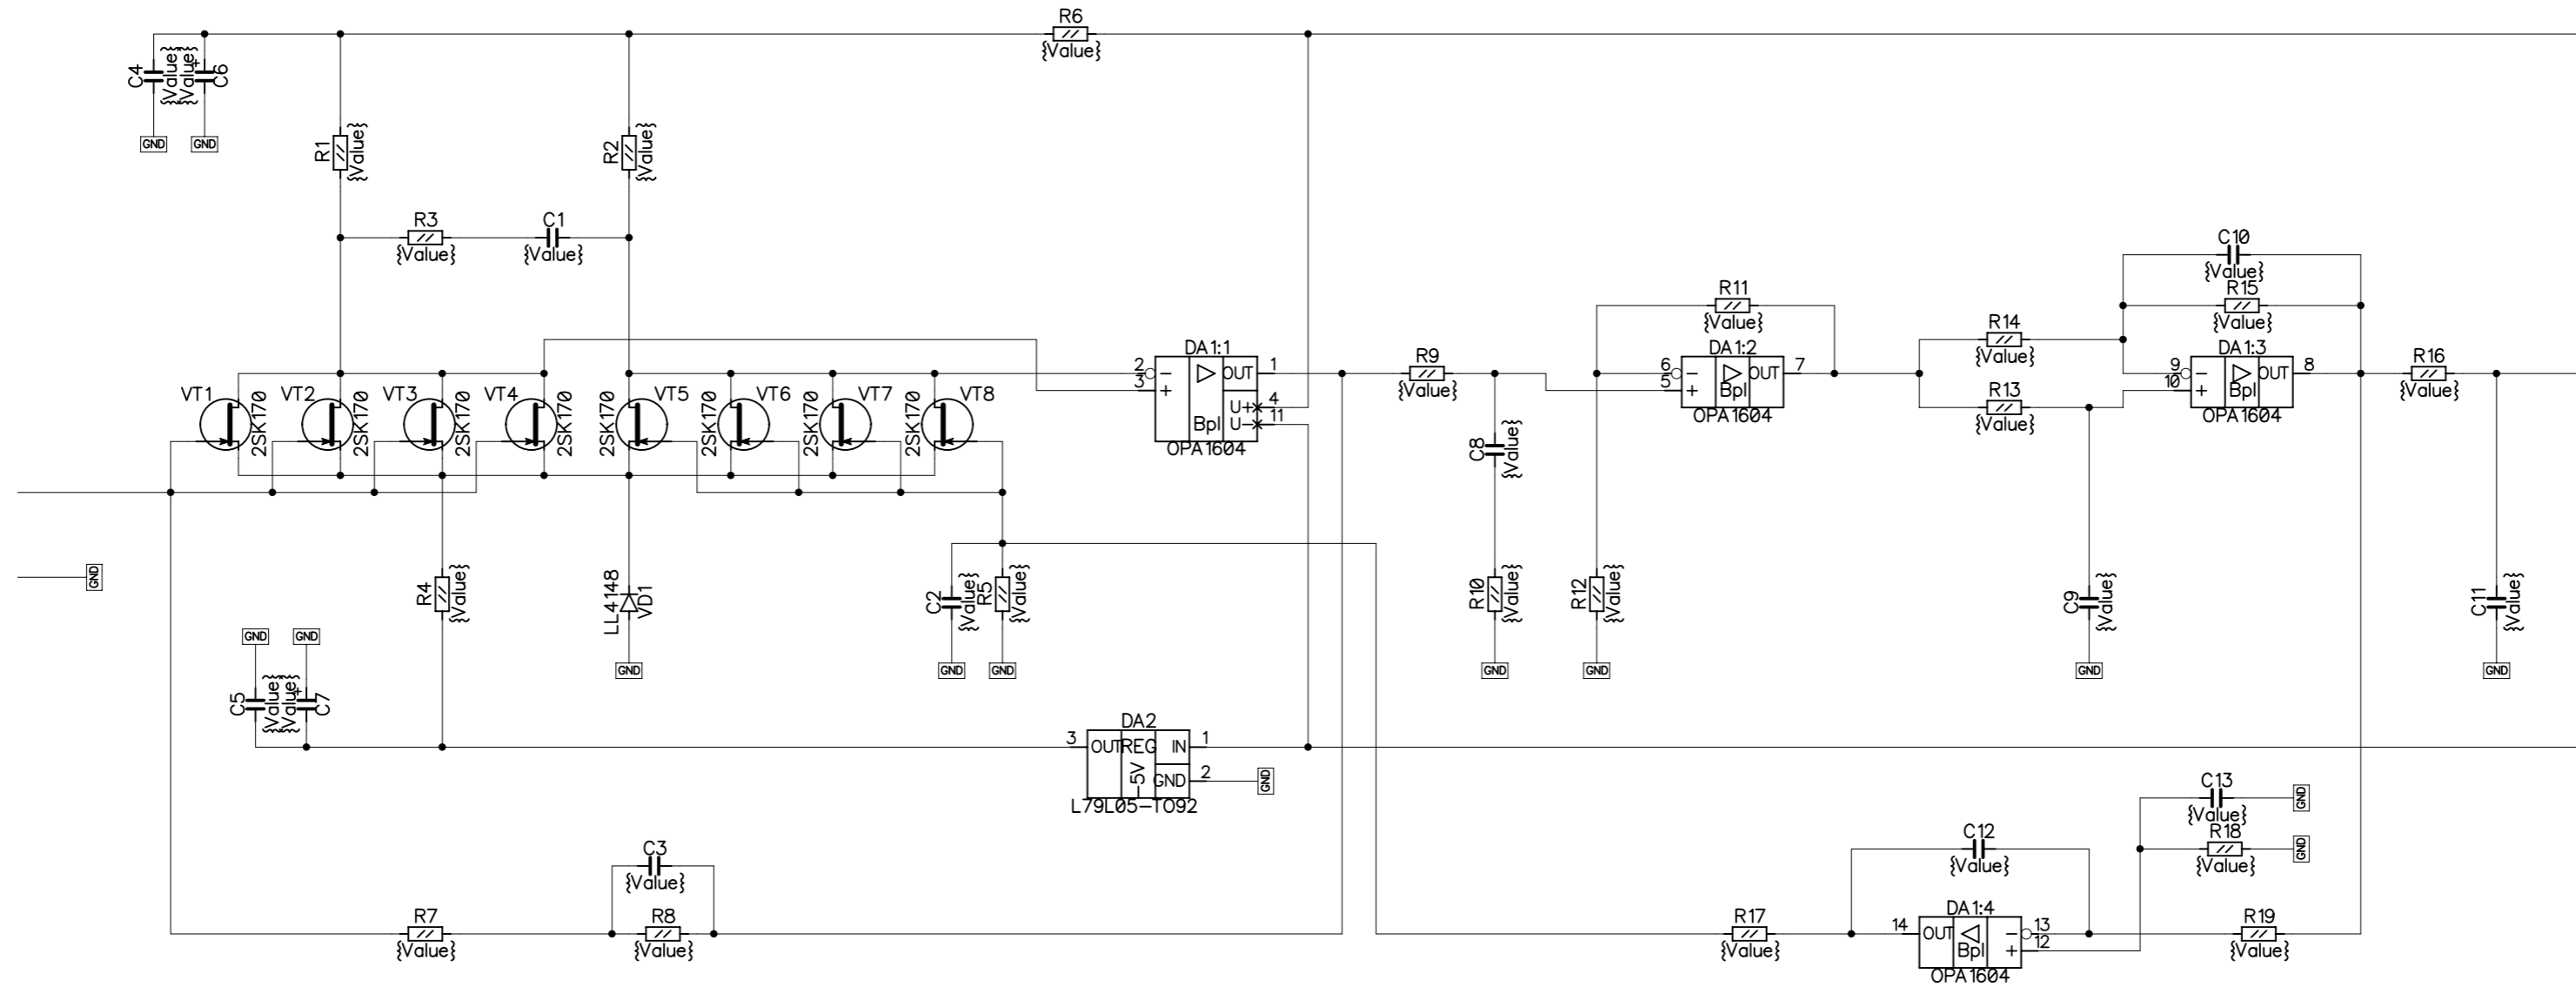 R6
{Value}
C4
{Value}
{Value}
+
C6
GND
GND
R1
{Value}
R2
{Value}
R3
{Value}
C1
{Value}
C10
{Value}
R15
{Value}
R11
{Value}
R14
{Value}
DA1:1
2
3
−
+
OUT
1
U+
4
U−
11
Bpl
OPA1604
R9
{Value}
DA1:2
6
5
−
+
OUT
7
Bpl
OPA1604
R13
{Value}
DA1:3
9
10
−
+
OUT
8
Bpl
OPA1604
R16
{Value}
VT1
2SK170
VT2
2SK170
VT3
2SK170
VT4
2SK170
2SK170
VT5
2SK170
VT6
2SK170
VT7
2SK170
VT8
C8
{Value}
GND
R4
{Value}
LL4148
VD1
GND
C2
{Value}
GND
R5
{Value}
GND
R10
{Value}
GND
R12
{Value}
GND
C9
{Value}
GND
C11
{Value}
GND
GND
GND
C5
{Value}
{Value}
+
C7
DA2
3
OUT
REG
IN
1
−5V
GND
2
GND
L79L05-TO92
C13
{Value}
GND
R18
{Value}
GND
C3
{Value}
C12
{Value}
R7
{Value}
R8
{Value}
R17
{Value}
DA1:4
14
OUT
−
13
+
12
Bpl
OPA1604
R19
{Value}